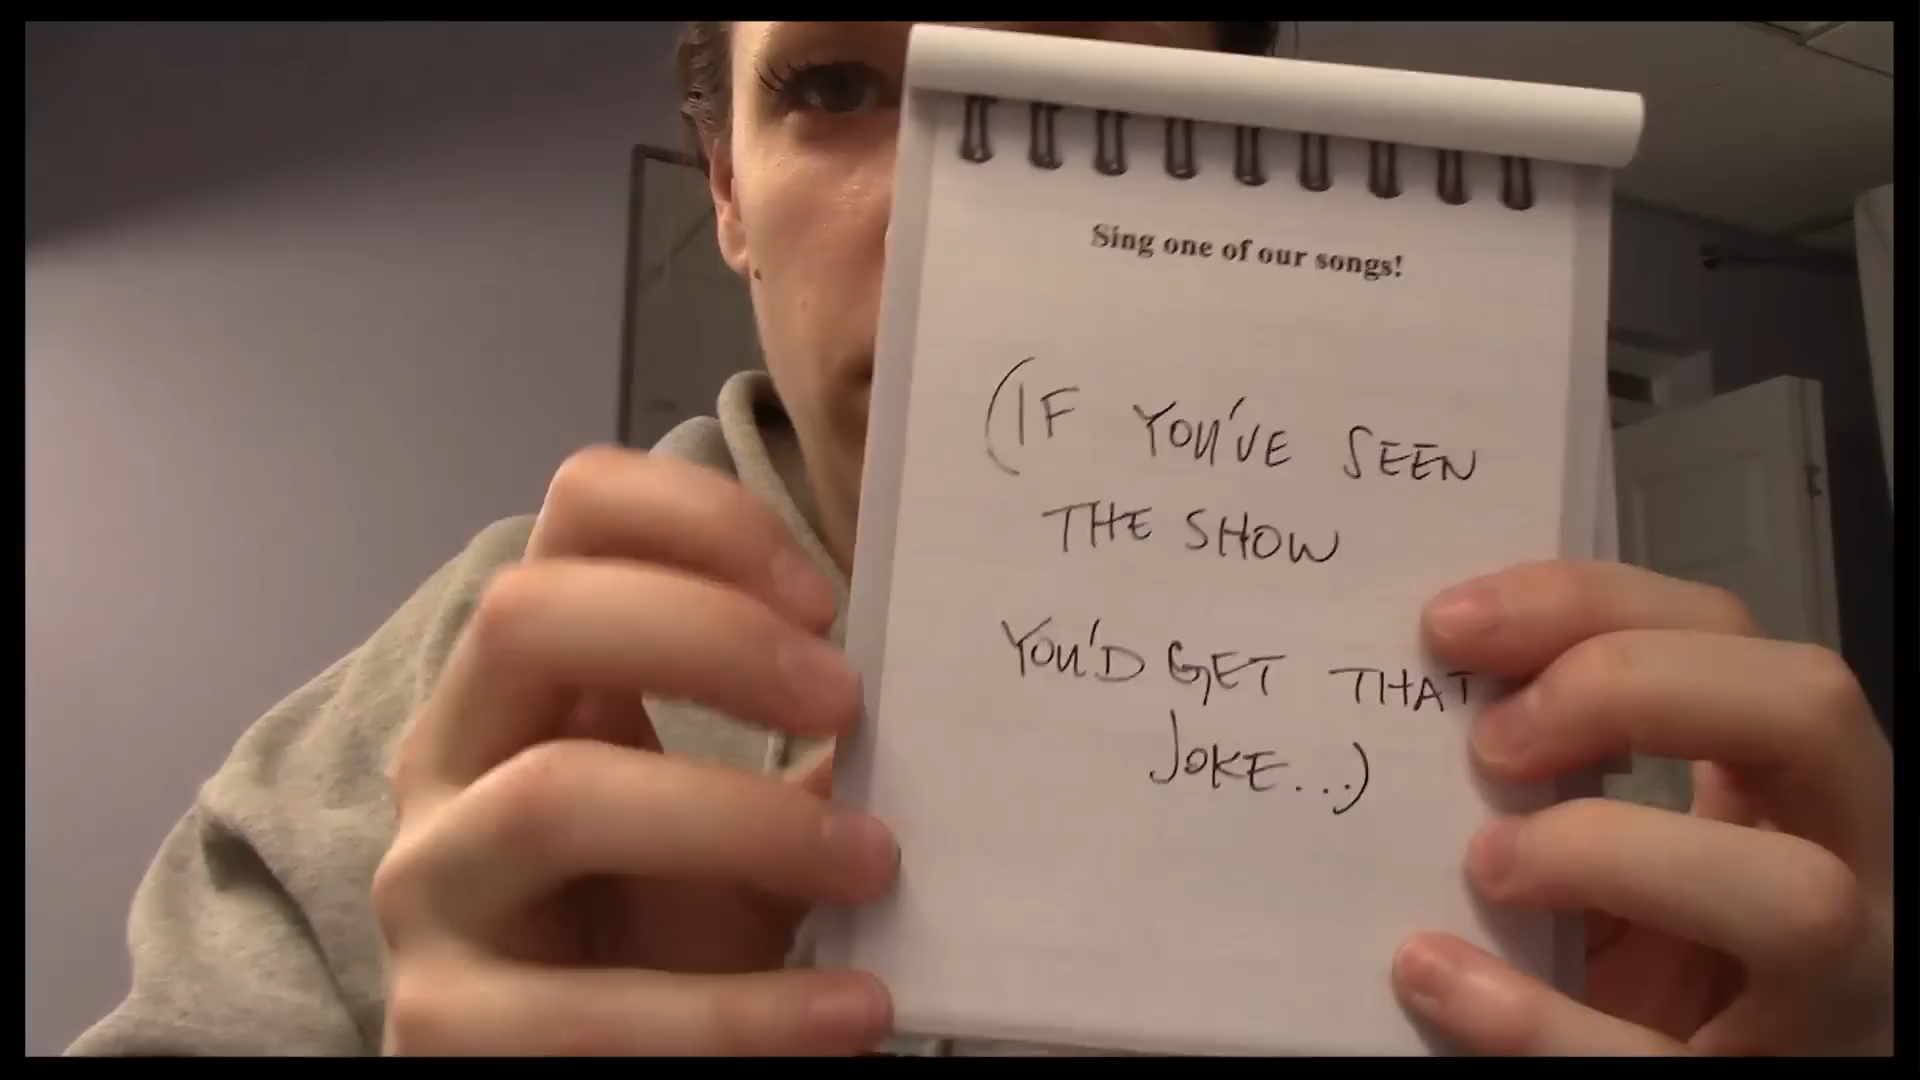 Sing one of our songs!
(IF YOU'VE SEEN
THE SHOW
YOU'D GET THAT
JOKE...)